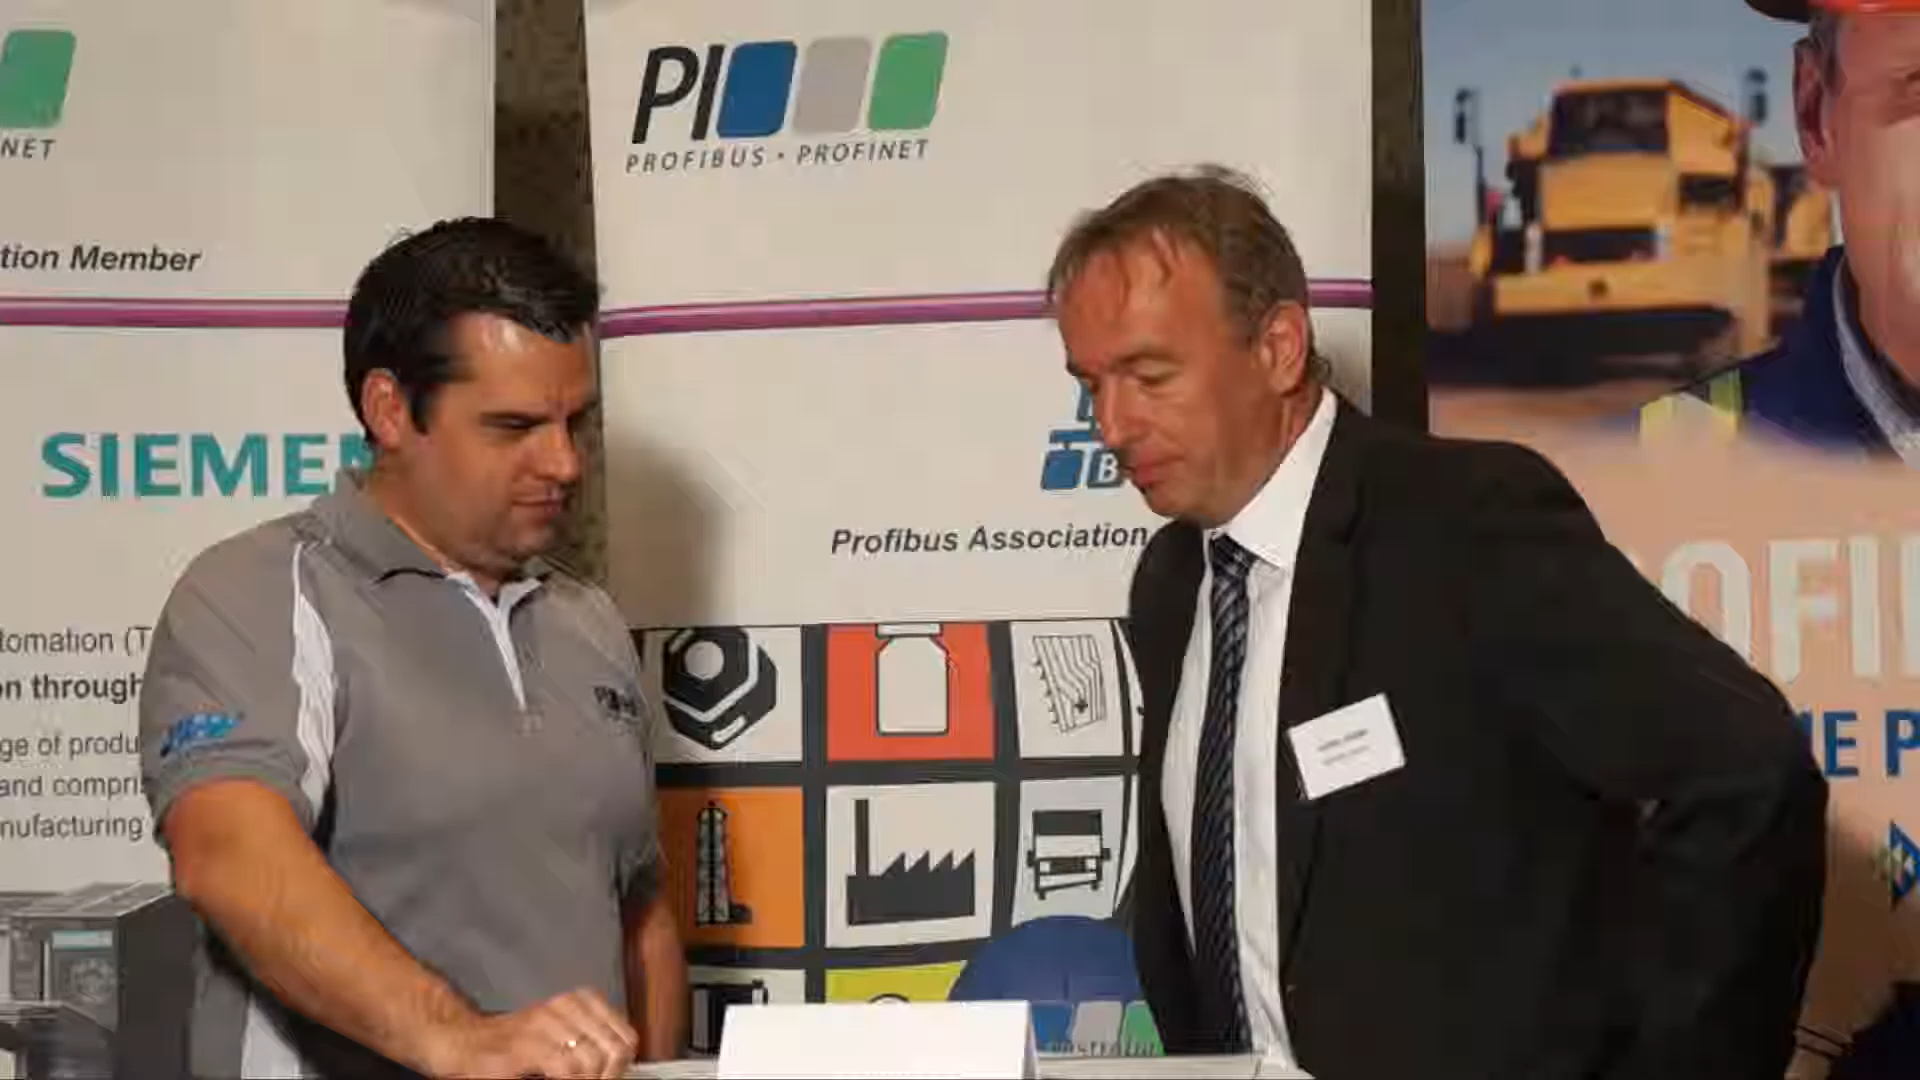 NET
tion Member
SIEMEN
tomation (T
on through
ge of produ
and compri
nufacturing
PI
PROFIBUS • PROFINET
B
Profibus Association
OFI
NE P